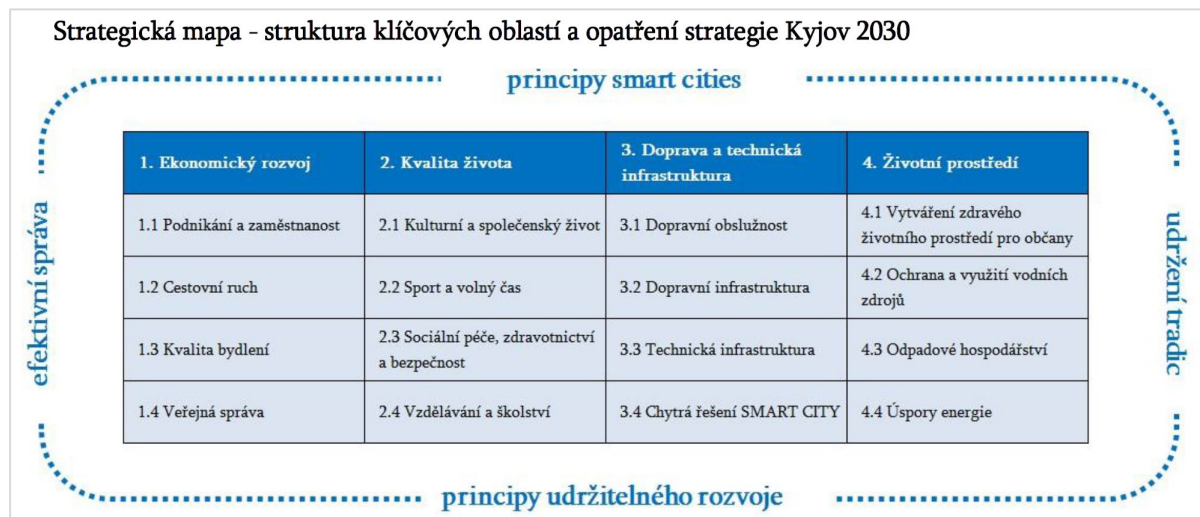 Strategická mapa - struktura klíčových oblastí a opatření strategie Kyjov 2030
principy smart cities
efektivní správa
1. Ekonomický rozvoj
2. Kvalita života
3. Doprava a technická
infrastruktura
4. Životní prostředí
1.1 Podnikání a zaměstnanost
2.1 Kulturní a společenský život
3.1 Dopravní obslužnost
4.1 Vytváření zdravého
životního prostředí pro občany
1.2 Cestovní ruch
2.2 Sport a volný čas
3.2 Dopravní infrastruktura
4.2 Ochrana a využití vodních
zdrojů
1.3 Kvalita bydlení
2.3 Sociální péče, zdravotnictví
a bezpečnost
3.3 Technická infrastruktura
4.3 Odpadové hospodářství
1.4 Veřejná správa
2.4 Vzdělávání a školství
3.4 Chytrá řešení SMART CITY
4.4 Úspory energie
udržení tradic
principy udržitelného rozvoje